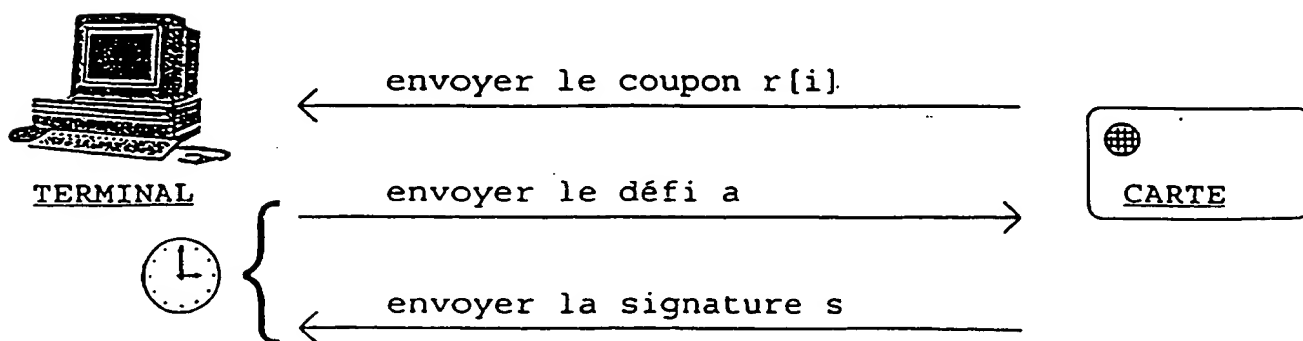 envoyer le coupon r[i]
TERMINAL
envoyer le défi a
CARTE
envoyer la signature s